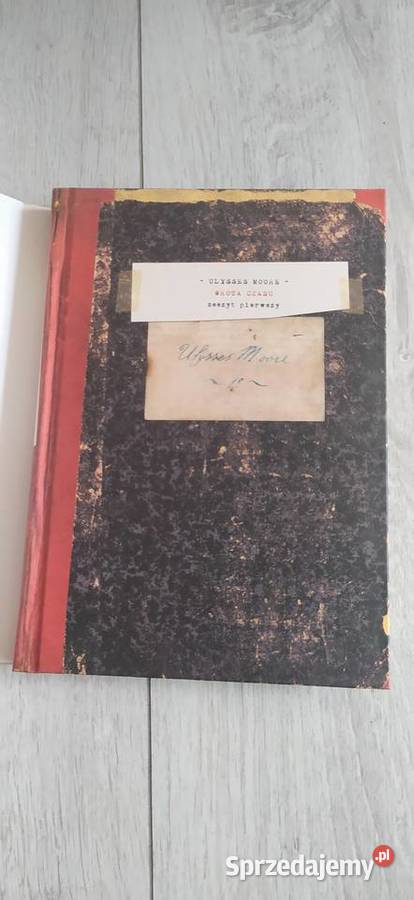 - ULYSSES MOORE -
WROTA CZASU
zeszyt pierwszy
Ulysses Moore
Sprzedajemy.pl